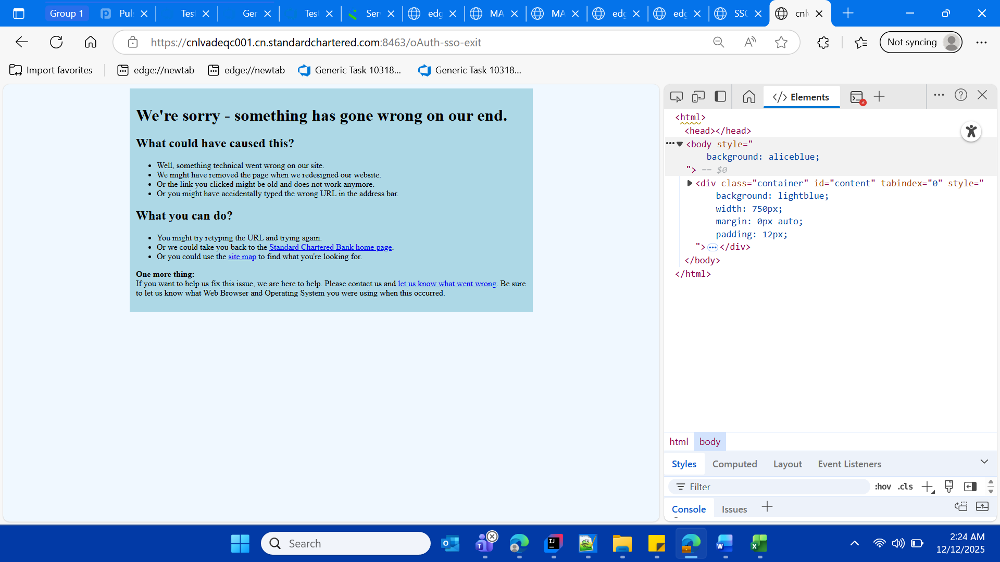 Group 1
Pul
Test
Ger
Test
Ser
edg
MA
MA
edg
edg
SSO
cnlv
https://cnlvadeqc001.cn.standardchartered.com:8463/oAuth-sso-exit
Not syncing
Import favorites
edge://newtab
edge://newtab
Generic Task 10318...
Generic Task 10318...
We're sorry - something has gone wrong on our end.
What could have caused this?
• Well, something technical went wrong on our site.
• We might have removed the page when we redesigned our website.
• Or the link you clicked might be old and does not work anymore.
• Or you might have accidentally typed the wrong URL in the address bar.
What you can do?
• You might try retyping the URL and trying again.
• Or we could take you back to the Standard Chartered Bank home page.
• Or you could use the site map to find what you're looking for.
One more thing:
If you want to help us fix this issue, we are here to help. Please contact us and let us know what went wrong. Be sure
to let us know what Web Browser and Operating System you were using when this occurred.
Elements
<html>
<head></head>
<body style="
background: aliceblue;
"> == $0
<div class="container" id="content" tabindex="0" style="
background: lightblue;
width: 750px;
margin: 0px auto;
padding: 12px;
"></div>
</body>
</html>
html body
Styles Computed Layout Event Listeners
Filter :hov .cls
Console Issues
Search
2:24 AM
12/12/2025